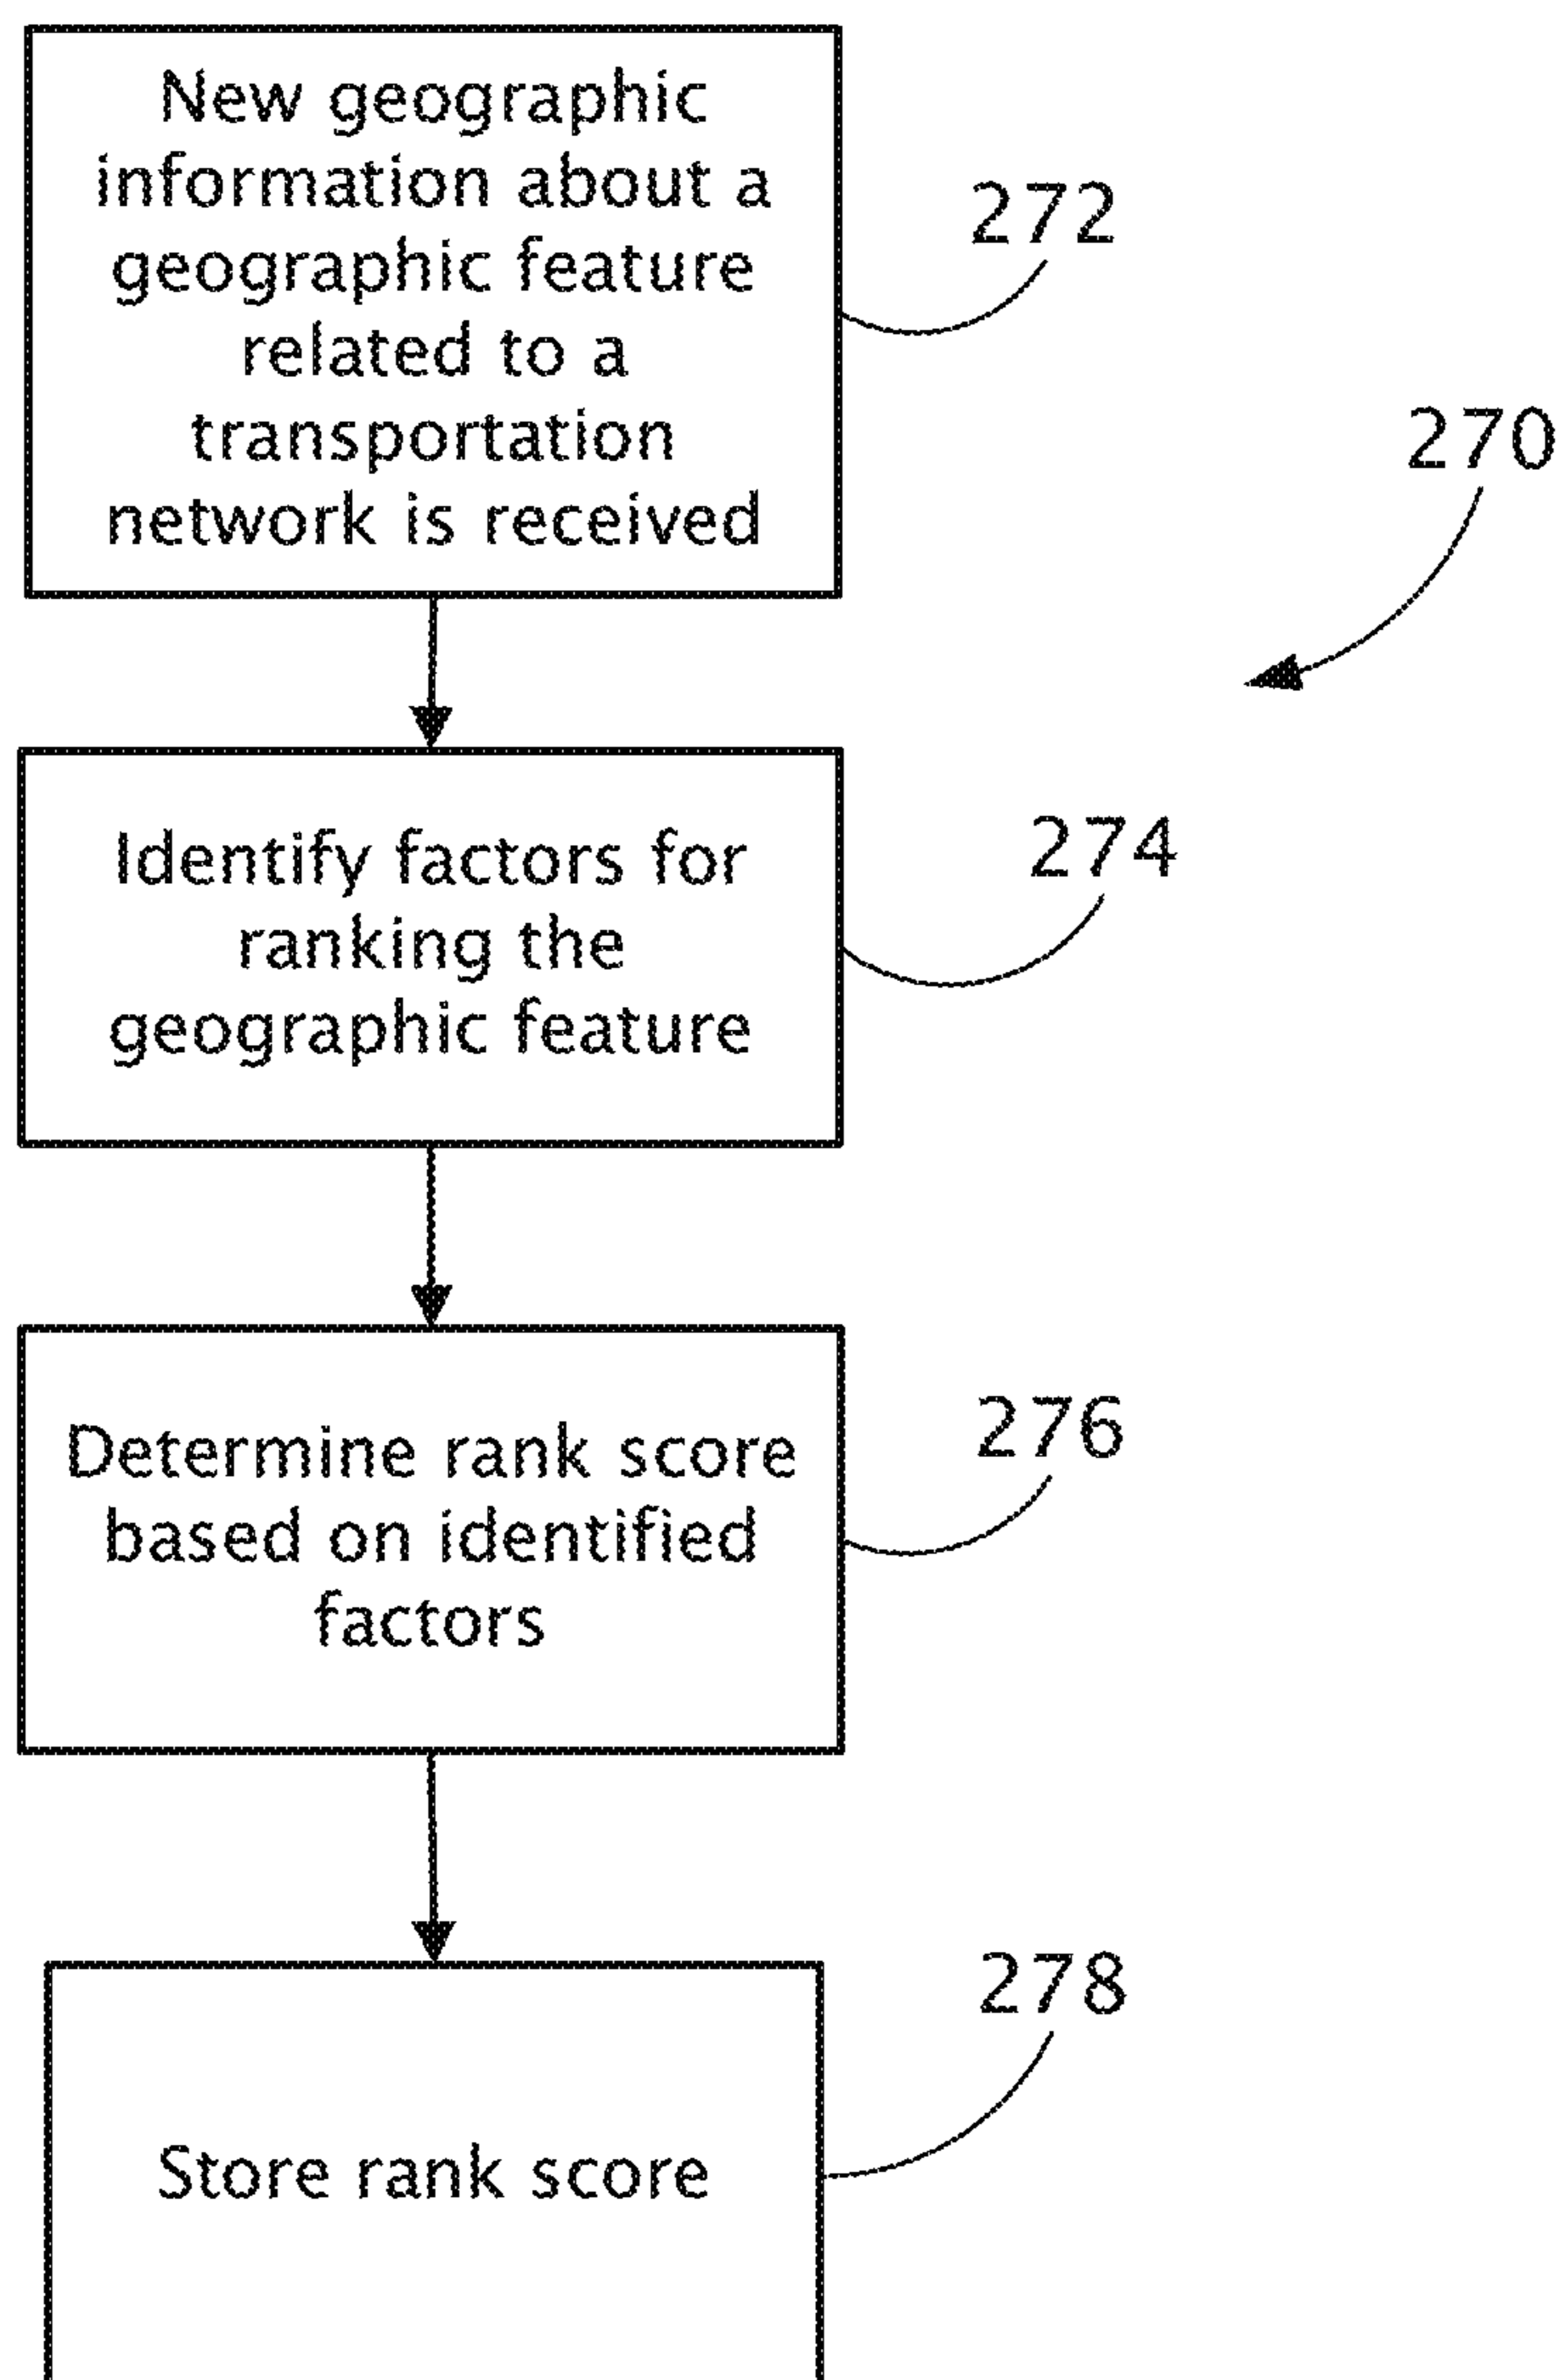 New geographic
information about a
geographic feature
related to a
transportation
network is received
272
270
Identify factors for
ranking the
geographic feature
274
Determine rank score
based on identified
factors
276
Store rank score
278